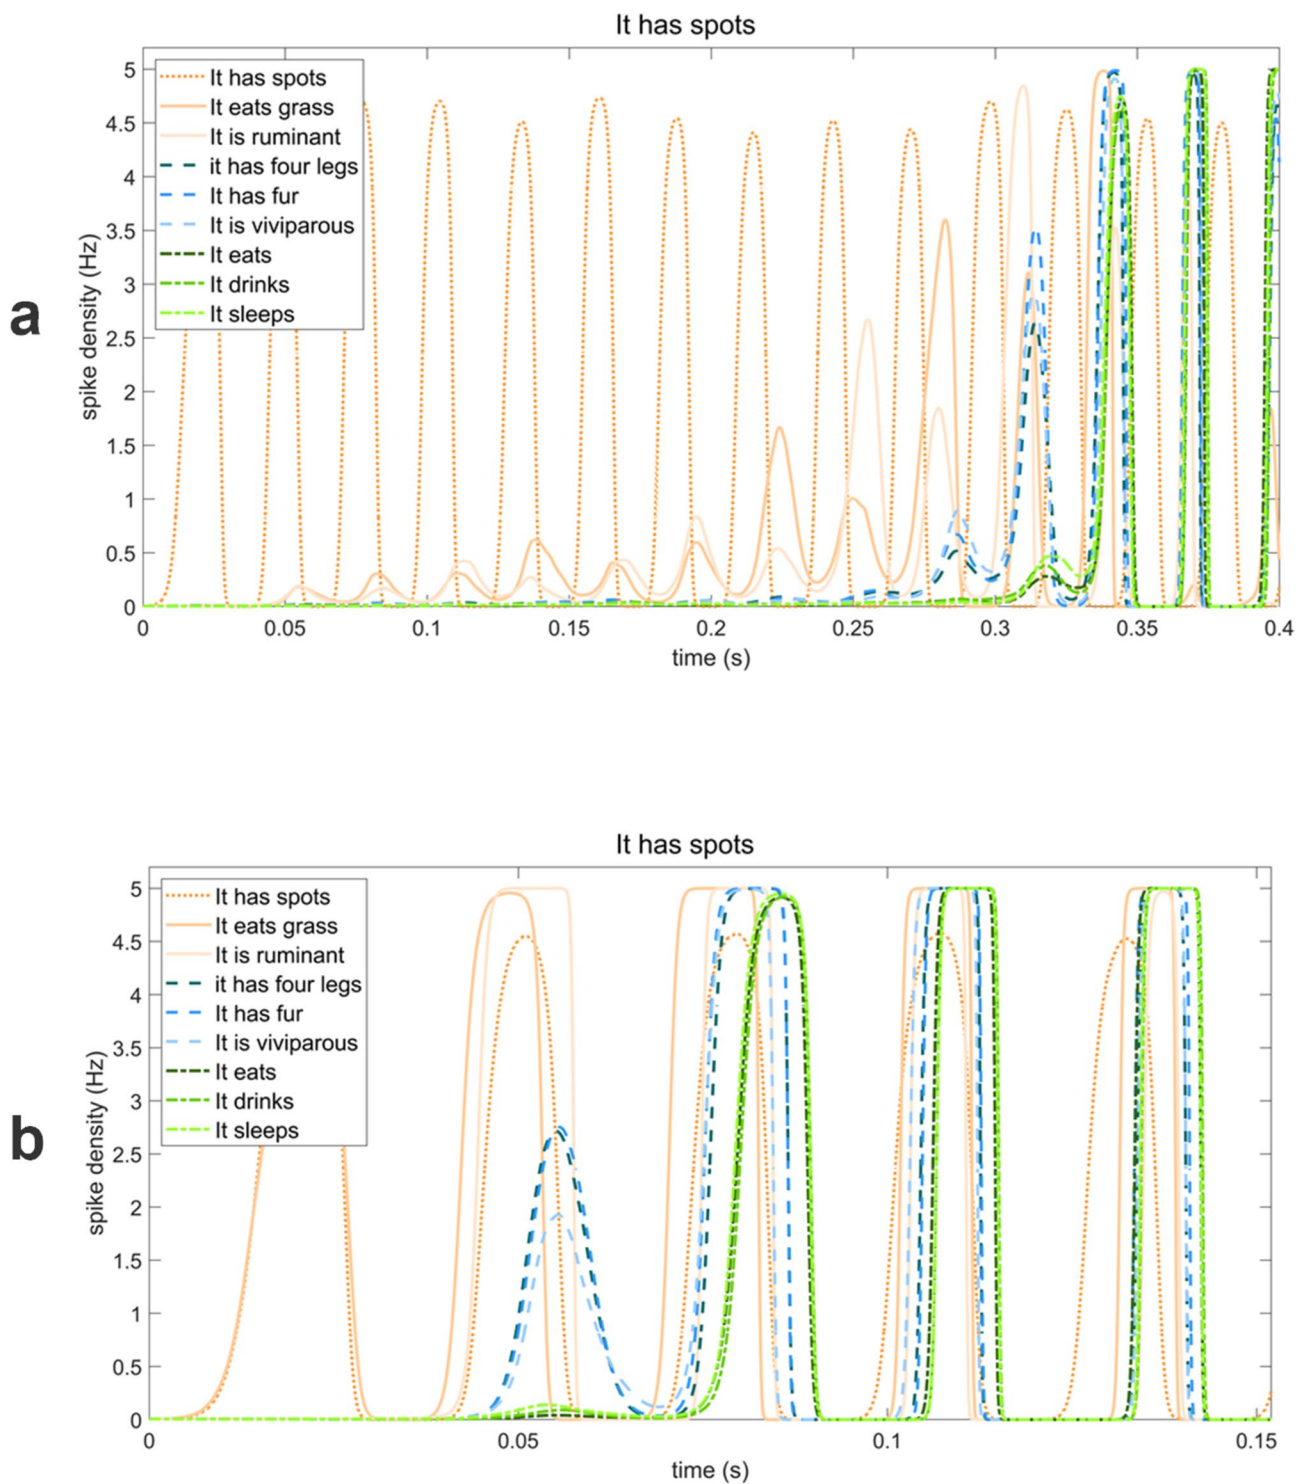 It has spots
5
4.5
4
3.5
3
2.5
2
1.5
1
0.5
0
spike density (Hz)
It has spots
It eats grass
It is ruminant
it has four legs
It has fur
It is viviparous
It eats
It drinks
It sleeps
a
0 0.05 0.1 0.15 0.2 0.25 0.3 0.35 0.4
time (s)
It has spots
5
4.5
4
3.5
3
2.5
2
1.5
1
0.5
0
spike density (Hz)
It has spots
It eats grass
It is ruminant
it has four legs
It has fur
It is viviparous
It eats
It drinks
It sleeps
b
0 0.05 0.1 0.15
time (s)